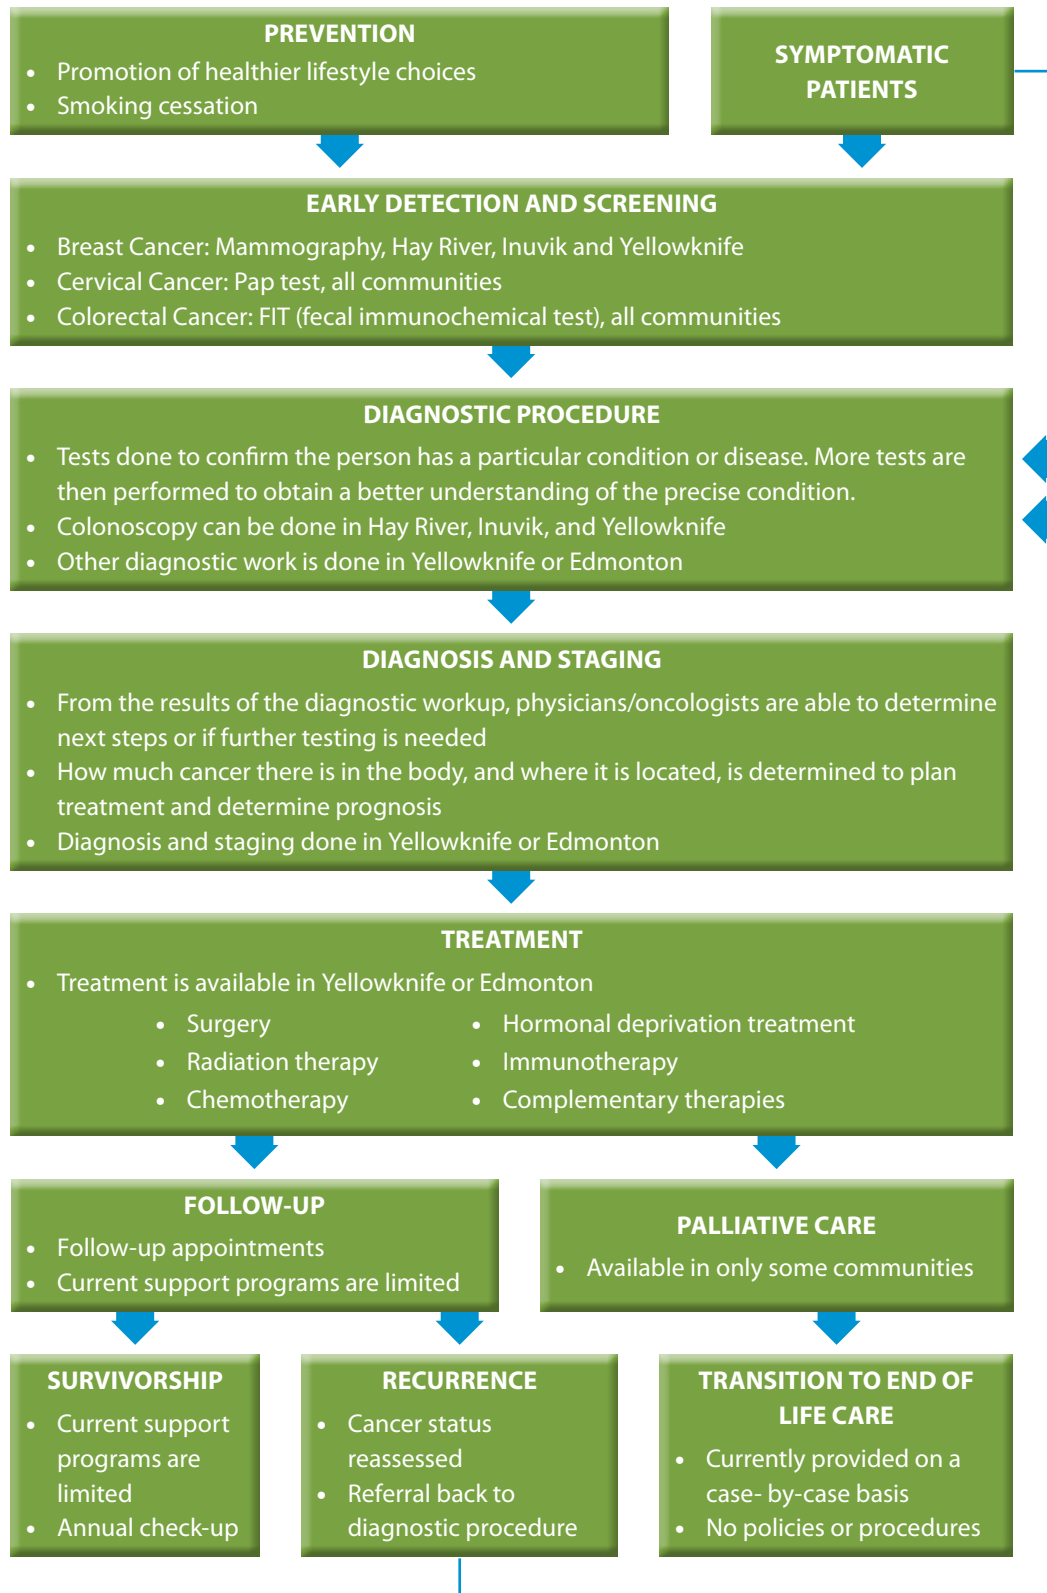 PREVENTION
• Promotion of healthier lifestyle choices
• Smoking cessation
SYMPTOMATIC
PATIENTS
EARLY DETECTION AND SCREENING
• Breast Cancer: Mammography, Hay River, Inuvik and Yellowknife
• Cervical Cancer: Pap test, all communities
• Colorectal Cancer: FIT (fecal immunochemical test), all communities
DIAGNOSTIC PROCEDURE
• Tests done to confirm the person has a particular condition or disease. More tests are
then performed to obtain a better understanding of the precise condition.
• Colonoscopy can be done in Hay River, Inuvik, and Yellowknife
• Other diagnostic work is done in Yellowknife or Edmonton
DIAGNOSIS AND STAGING
• From the results of the diagnostic workup, physicians/oncologists are able to determine
next steps or if further testing is needed
• How much cancer there is in the body, and where it is located, is determined to plan
treatment and determine prognosis
• Diagnosis and staging done in Yellowknife or Edmonton
TREATMENT
• Treatment is available in Yellowknife or Edmonton
• Surgery
• Radiation therapy
• Chemotherapy
• Hormonal deprivation treatment
• Immunotherapy
• Complementary therapies
FOLLOW-UP
• Follow-up appointments
• Current support programs are limited
PALLIATIVE CARE
• Available in only some communities
SURVIVORSHIP
• Current support
programs are
limited
• Annual check-up
RECURRENCE
• Cancer status
reassessed
• Referral back to
diagnostic procedure
TRANSITION TO END OF
LIFE CARE
• Currently provided on a
case- by-case basis
• No policies or procedures